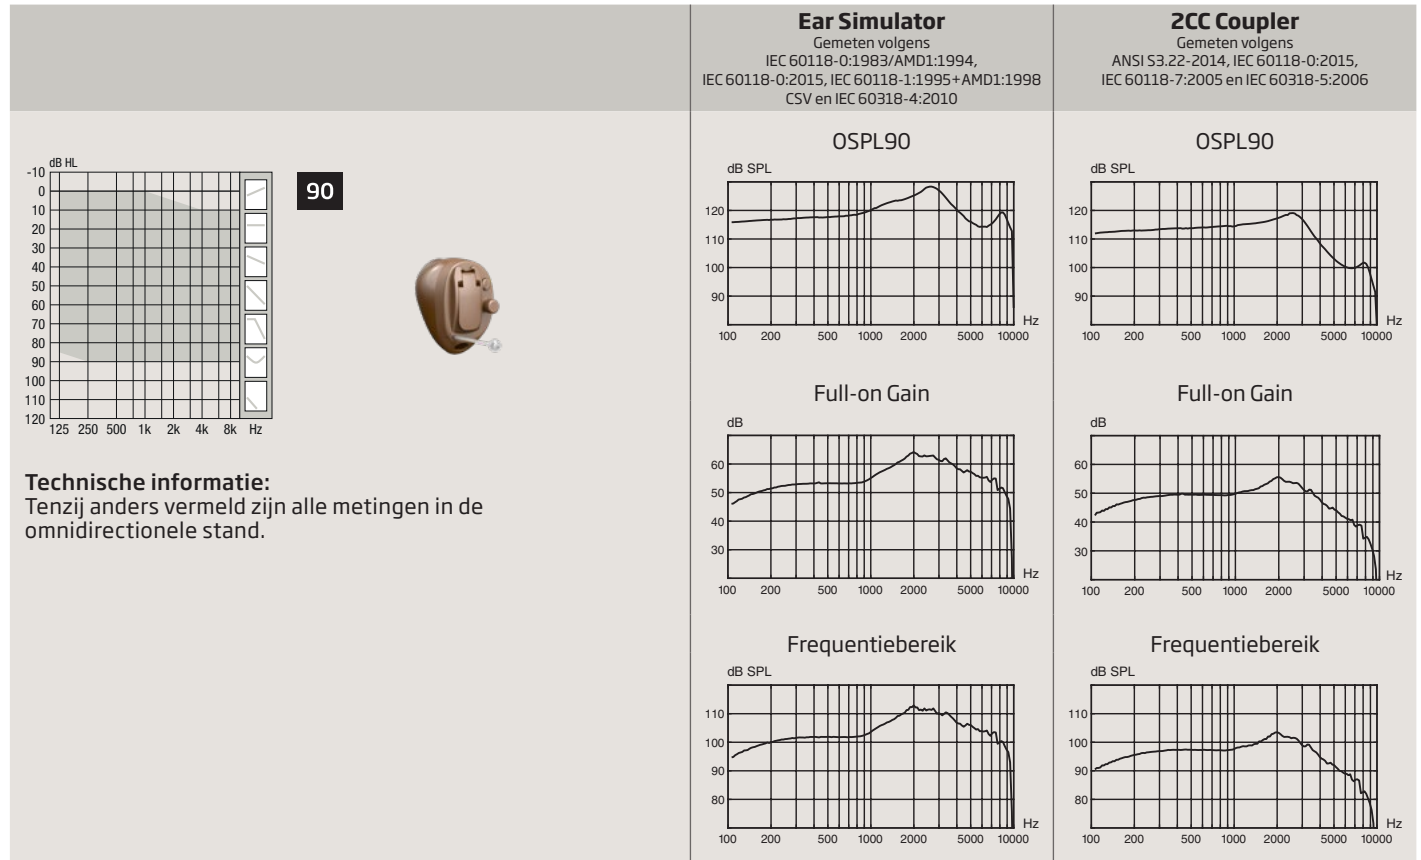 Ear Simulator
Gemeten volgens
IEC 60118-0:1983/AMD1:1994,
IEC 60118-0:2015, IEC 60118-1:1995+AMD1:1998
CSV en IEC 60318-4:2010
2CC Coupler
Gemeten volgens
ANSI S3.22-2014, IEC 60118-0:2015,
IEC 60118-7:2005 en IEC 60318-5:2006
dB HL
-10
0
10
20
30
40
50
60
70
80
90
100
110
120
125 250 500 1k 2k 4k 8k Hz
90
Technische informatie:
Tenzij anders vermeld zijn alle metingen in de
omnidirectionele stand.
OSPL90
dB SPL
120
110
100
90
Hz
100 200 500 1000 2000 5000 10000
OSPL90
dB SPL
120
110
100
90
Hz
100 200 500 1000 2000 5000 10000
Full-on Gain
dB
60
50
40
30
Hz
100 200 500 1000 2000 5000 10000
Full-on Gain
dB
60
50
40
30
Hz
100 200 500 1000 2000 5000 10000
Frequentiebereik
dB SPL
110
100
90
80
Hz
100 200 500 1000 2000 5000 10000
Frequentiebereik
dB SPL
110
100
90
80
Hz
100 200 500 1000 2000 5000 10000